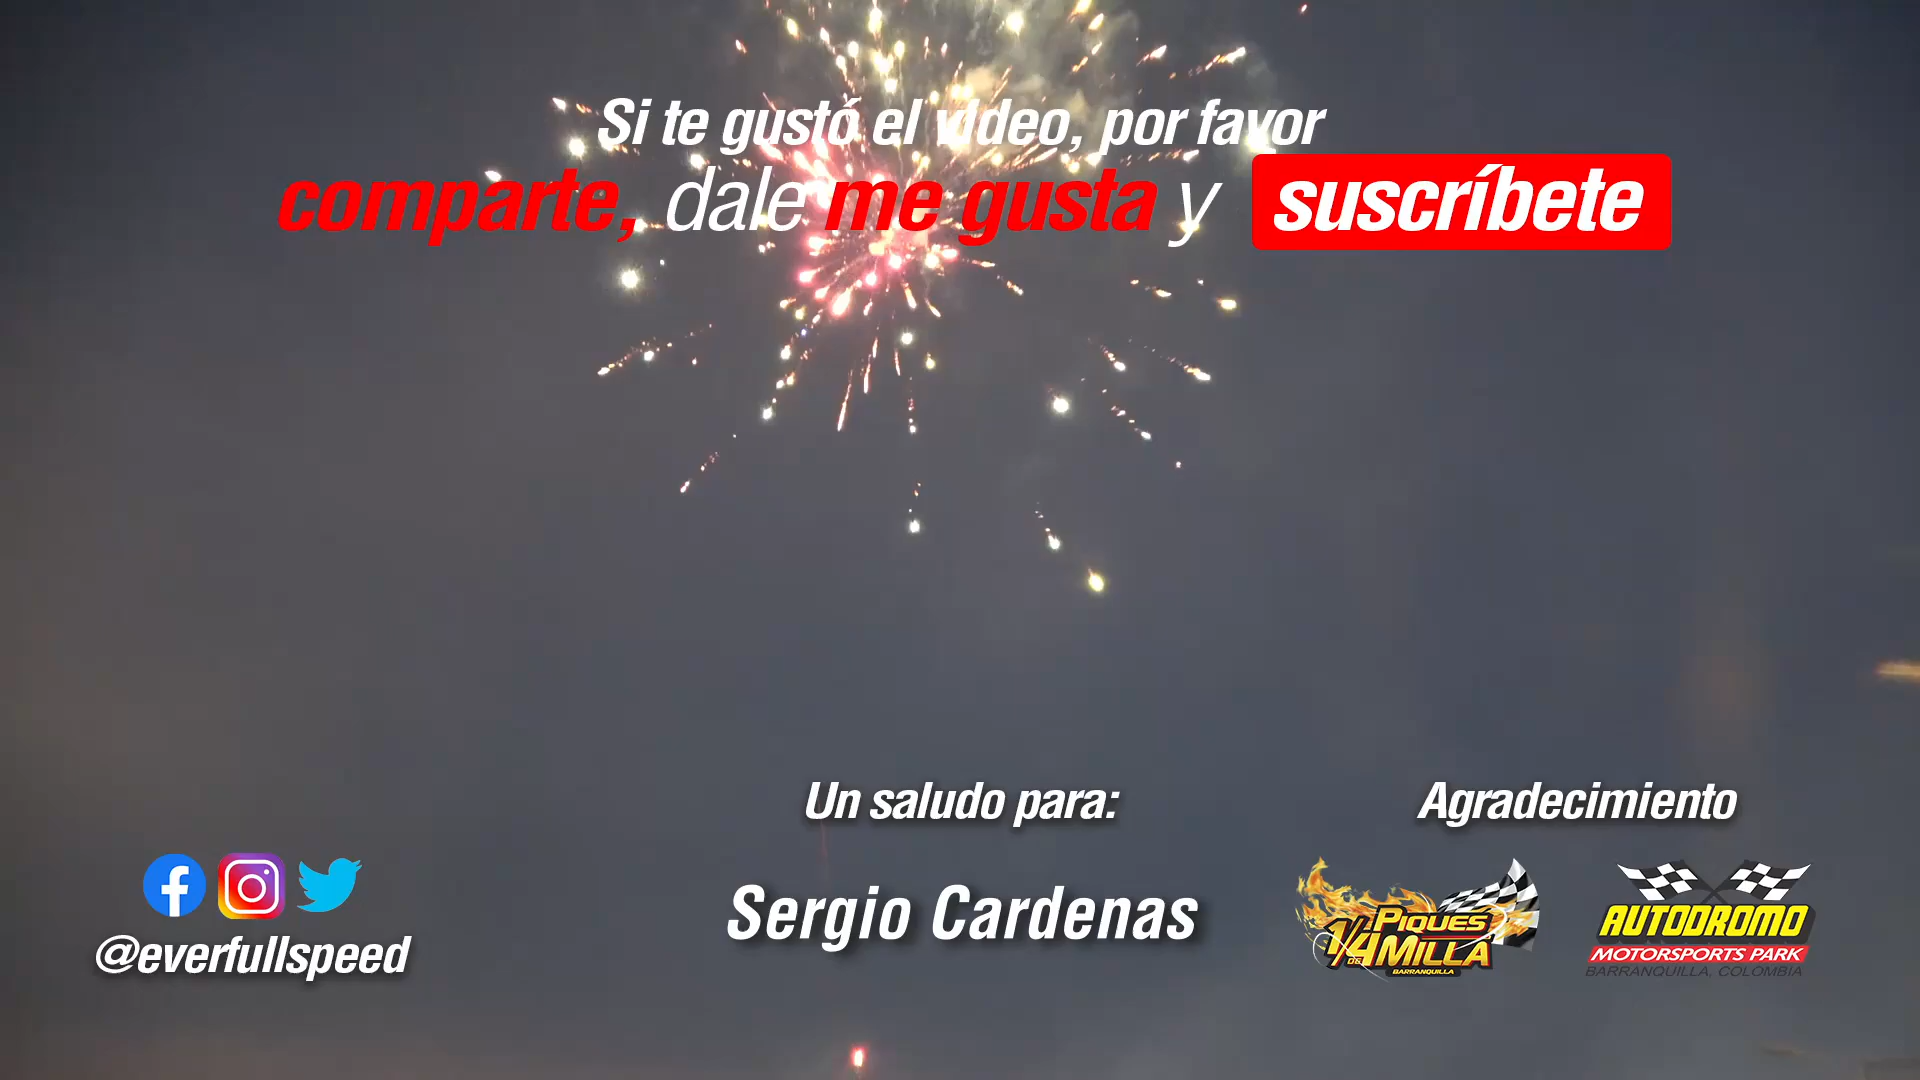 Si te gustó el video, por favor
comparte, dale me gusta y suscríbete
Un saludo para:
Agradecimiento
Sergio Cardenas
@everfullspeed
PIQUES
1/4 DE MILLA
BARRANQUILLA
AUTODROMO
MOTORSPORTS PARK
BARRANQUILLA, COLOMBIA